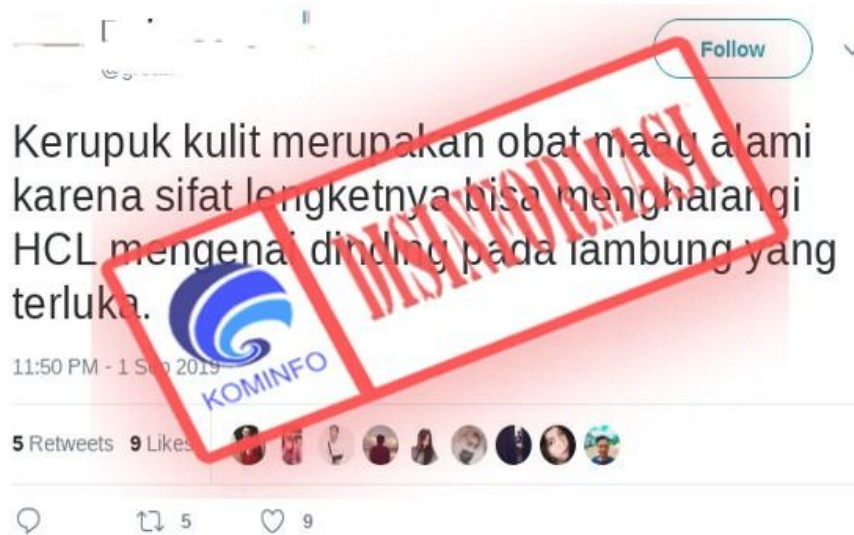 Follow
Kerupuk kulit merupakan obat maag alami
karena sifat lengketnya bisa menghalangi
HCL mengenai dinding pada lambung yang
terluka.
DISINFORMASI
KOMINFO
11:50 PM - 1 Sep 2019
5 Retweets 9 Likes
5 9